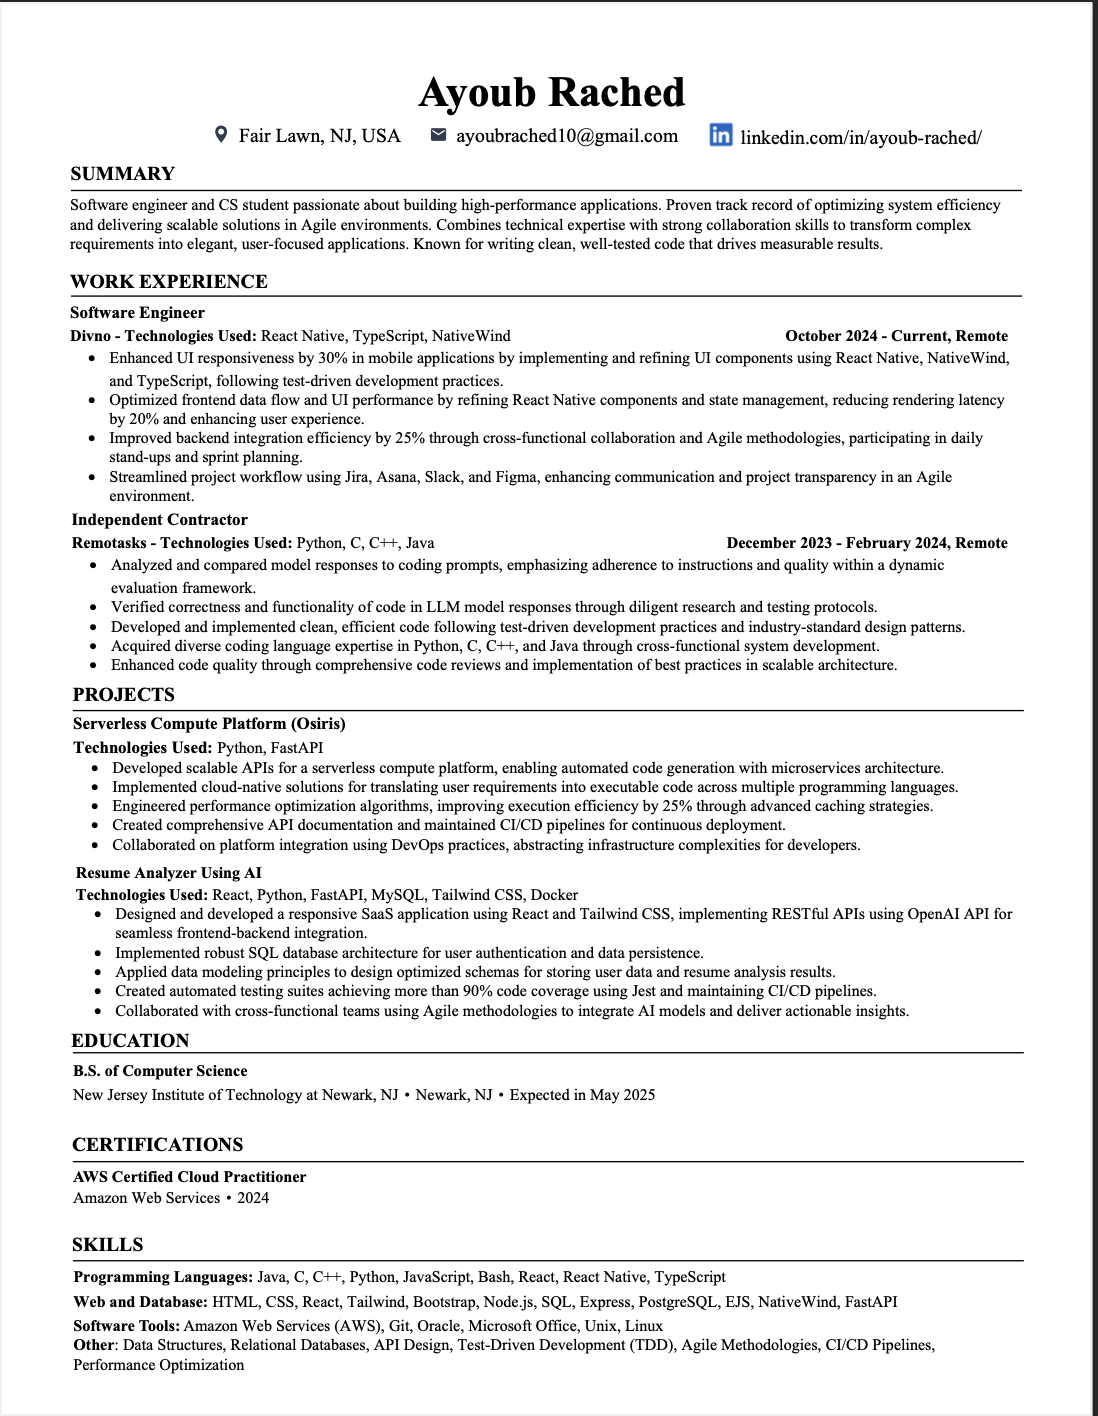 Ayoub Rached
Fair Lawn, NJ, USA ayoubrached10@gmail.com in linkedin.com/in/ayoub-rached/
SUMMARY
Software engineer and CS student passionate about building high-performance applications. Proven track record of optimizing system efficiency
and delivering scalable solutions in Agile environments. Combines technical expertise with strong collaboration skills to transform complex
requirements into elegant, user-focused applications. Known for writing clean, well-tested code that drives measurable results.
WORK EXPERIENCE
Software Engineer
Divno - Technologies Used: React Native, TypeScript, NativeWind October 2024 - Current, Remote
• Enhanced UI responsiveness by 30% in mobile applications by implementing and refining UI components using React Native, NativeWind,
and TypeScript, following test-driven development practices.
• Optimized frontend data flow and UI performance by refining React Native components and state management, reducing rendering latency
by 20% and enhancing user experience.
• Improved backend integration efficiency by 25% through cross-functional collaboration and Agile methodologies, participating in daily
stand-ups and sprint planning.
• Streamlined project workflow using Jira, Asana, Slack, and Figma, enhancing communication and project transparency in an Agile
environment.
Independent Contractor
Remotasks - Technologies Used: Python, C, C++, Java December 2023 - February 2024, Remote
• Analyzed and compared model responses to coding prompts, emphasizing adherence to instructions and quality within a dynamic
evaluation framework.
• Verified correctness and functionality of code in LLM model responses through diligent research and testing protocols.
• Developed and implemented clean, efficient code following test-driven development practices and industry-standard design patterns.
• Acquired diverse coding language expertise in Python, C, C++, and Java through cross-functional system development.
• Enhanced code quality through comprehensive code reviews and implementation of best practices in scalable architecture.
PROJECTS
Serverless Compute Platform (Osiris)
Technologies Used: Python, FastAPI
• Developed scalable APIs for a serverless compute platform, enabling automated code generation with microservices architecture.
• Implemented cloud-native solutions for translating user requirements into executable code across multiple programming languages.
• Engineered performance optimization algorithms, improving execution efficiency by 25% through advanced caching strategies.
• Created comprehensive API documentation and maintained CI/CD pipelines for continuous deployment.
• Collaborated on platform integration using DevOps practices, abstracting infrastructure complexities for developers.
Resume Analyzer Using AI
Technologies Used: React, Python, FastAPI, MySQL, Tailwind CSS, Docker
• Designed and developed a responsive SaaS application using React and Tailwind CSS, implementing RESTful APIs using OpenAI API for
seamless frontend-backend integration.
• Implemented robust SQL database architecture for user authentication and data persistence.
• Applied data modeling principles to design optimized schemas for storing user data and resume analysis results.
• Created automated testing suites achieving more than 90% code coverage using Jest and maintaining CI/CD pipelines.
• Collaborated with cross-functional teams using Agile methodologies to integrate AI models and deliver actionable insights.
EDUCATION
B.S. of Computer Science
New Jersey Institute of Technology at Newark, NJ • Newark, NJ • Expected in May 2025
CERTIFICATIONS
AWS Certified Cloud Practitioner
Amazon Web Services • 2024
SKILLS
Programming Languages: Java, C, C++, Python, JavaScript, Bash, React, React Native, TypeScript
Web and Database: HTML, CSS, React, Tailwind, Bootstrap, Node.js, SQL, Express, PostgreSQL, EJS, NativeWind, FastAPI
Software Tools: Amazon Web Services (AWS), Git, Oracle, Microsoft Office, Unix, Linux
Other: Data Structures, Relational Databases, API Design, Test-Driven Development (TDD), Agile Methodologies, CI/CD Pipelines,
Performance Optimization